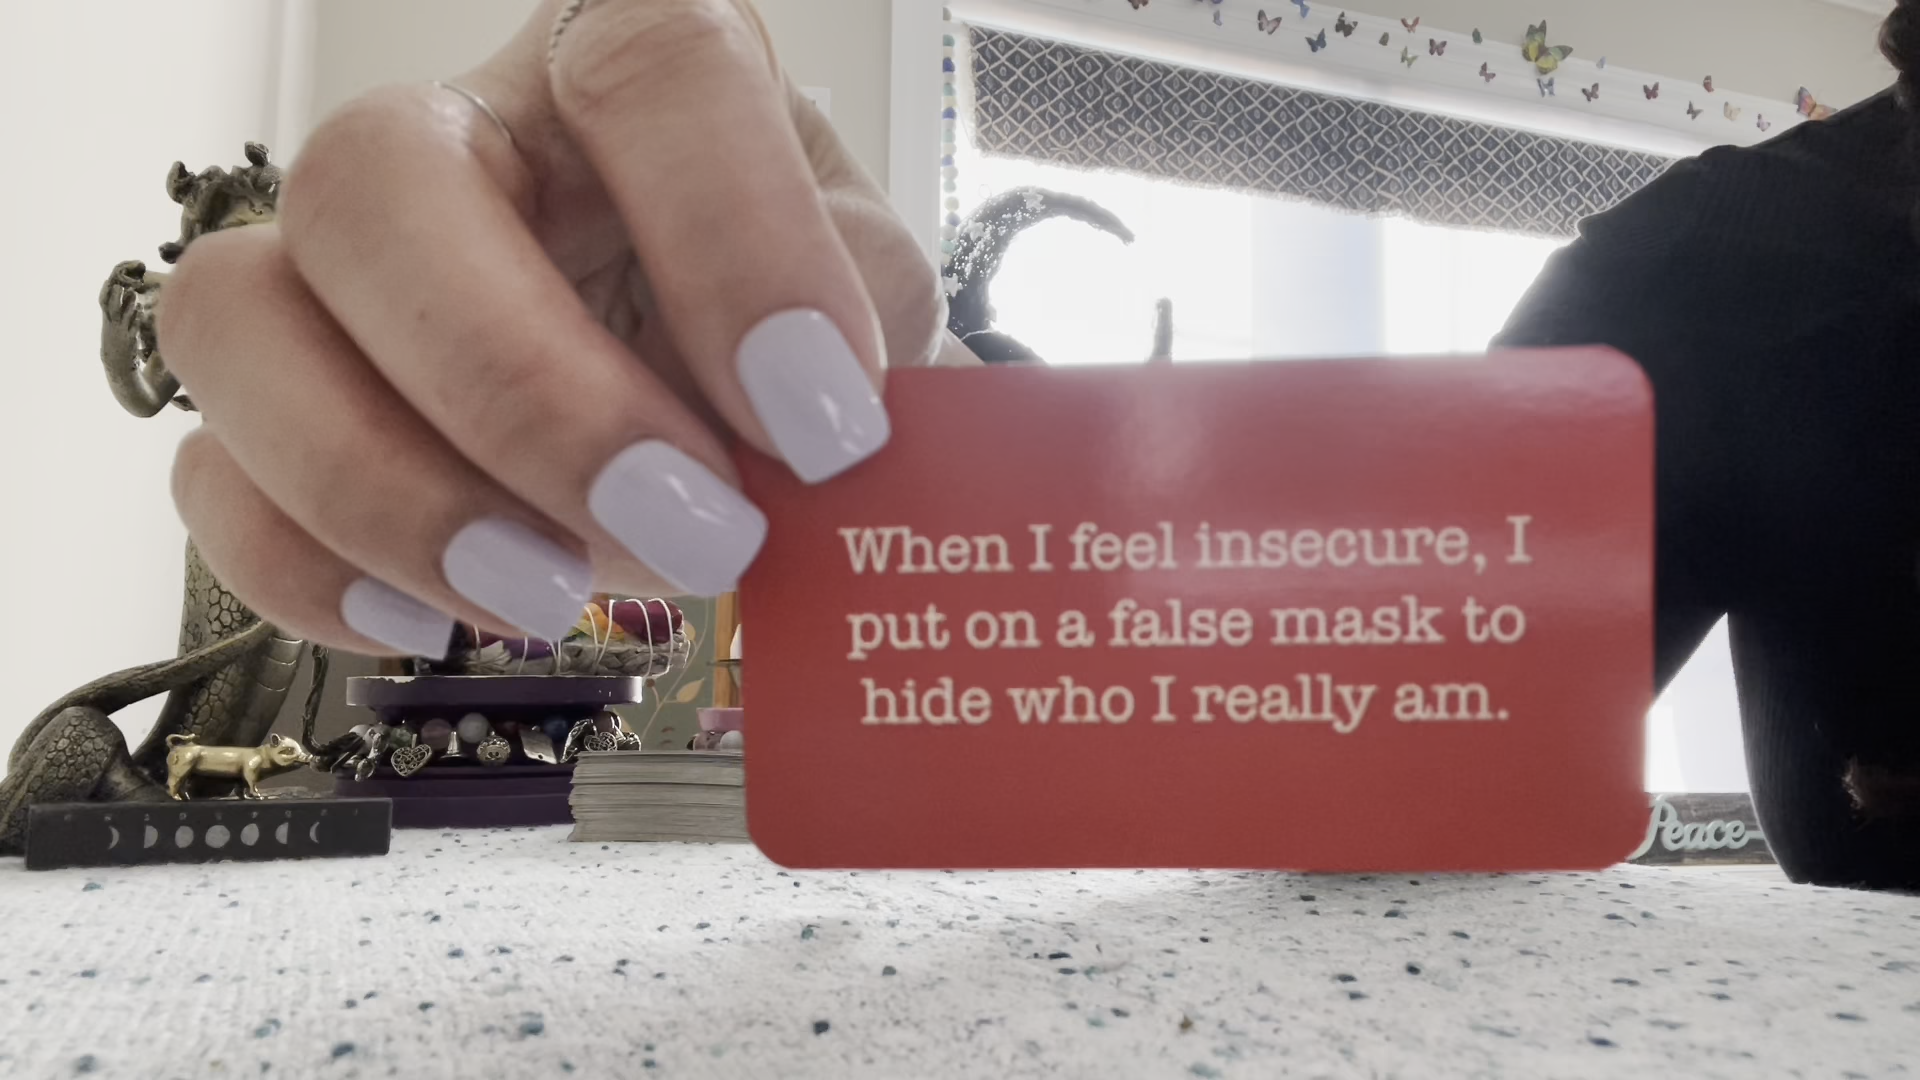 When I feel insecure, I
put on a false mask to
hide who I really am.
Peace